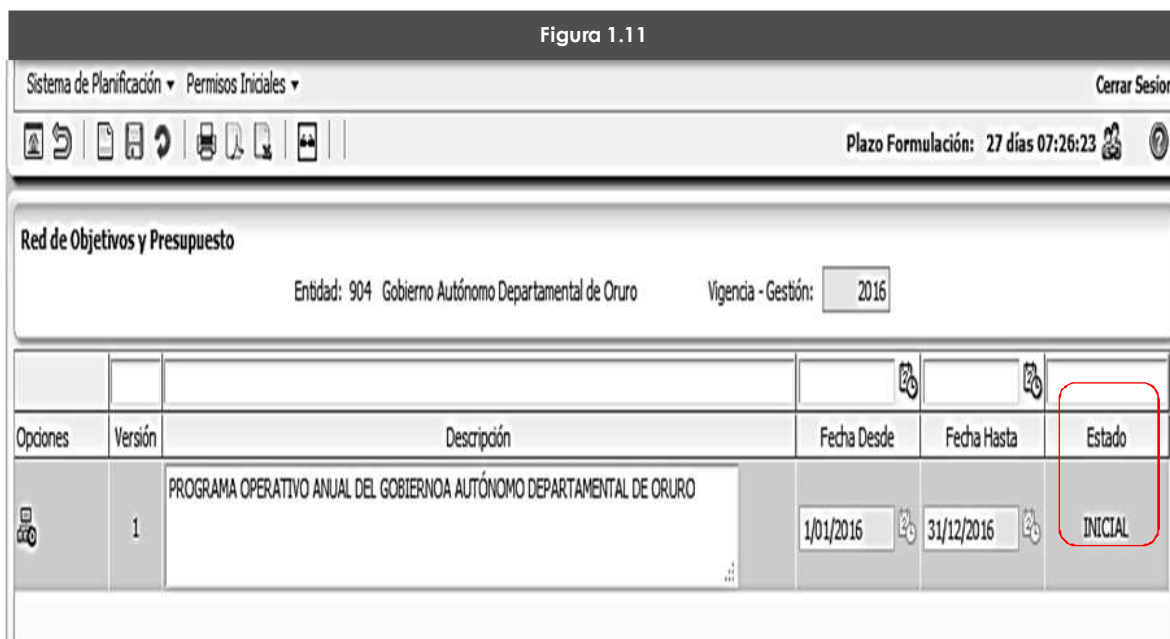 Figura 1.11
Sistema de Planificación Permisos Iniciales Cerrar Sesion
Plazo Formulación: 27 días 07:26:23
Red de Objetivos y Presupuesto
Entidad: 904 Gobierno Autónomo Departamental de Oruro Vigencia - Gestión: 2016
Opciones Versión Descripción Fecha Desde Fecha Hasta Estado
PROGRAMA OPERATIVO ANUAL DEL GOBIERNOA AUTÓNOMO DEPARTAMENTAL DE ORURO
1 1/01/2016 31/12/2016 INICIAL